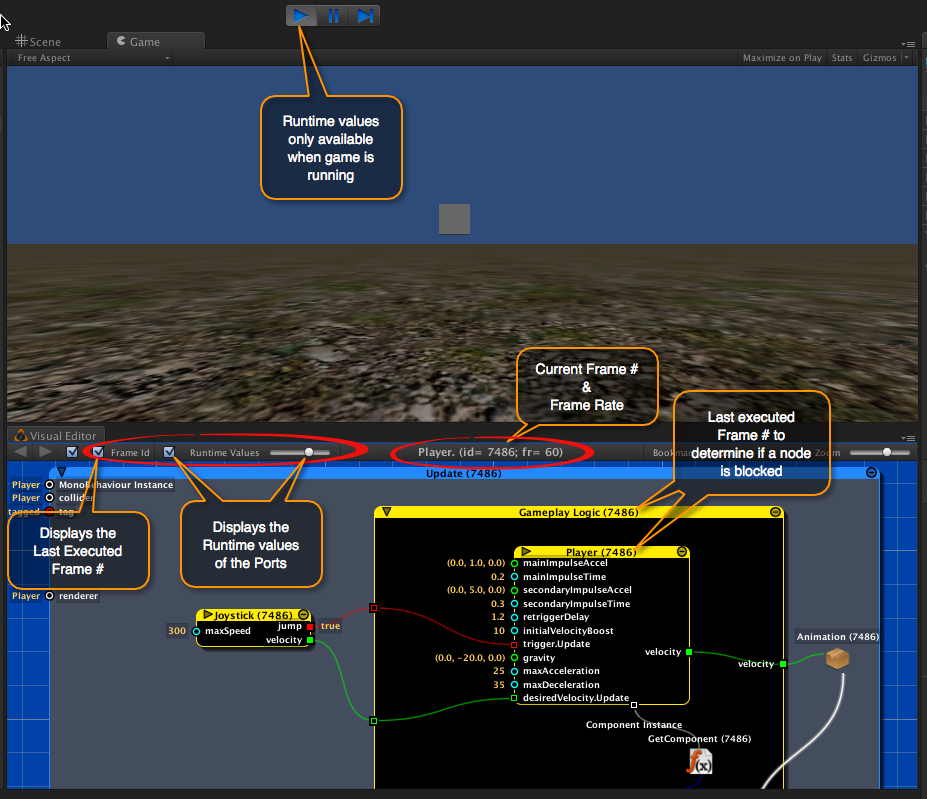 Scene
Game
Free Aspect
Maximize on Play
Stats
Gizmos
Runtime values
only available
when game is
running
Current Frame #
&
Frame Rate
Last executed
Frame # to
determine if a node
is blocked
Visual Editor
Frame Id
Runtime Values
Player. (id= 7486; fr= 60)
Zoom
Update (7486)
Player
MonoBehaviour Instance
Player
collider
tagged
tag
Displays the
Last Executed
Frame #
Displays the
Runtime values
of the Ports
Player
renderer
Gameplay Logic (7486)
Player (7486)
(0.0, 1.0, 0.0)
mainImpulseAccel
0.2
mainImpulseTime
(0.0, 5.0, 0.0)
secondaryImpulseAccel
0.3
secondaryImpulseTime
1.2
retriggerDelay
10
initialVelocityBoost
trigger.Update
(0.0, -20.0, 0.0)
gravity
25
maxAcceleration
35
maxDeceleration
desiredVelocity.Update
velocity
Joystick (7486)
jump
true
300
maxSpeed
velocity
velocity
Animation (7486)
Component Instance
GetComponent (7486)
f(x)